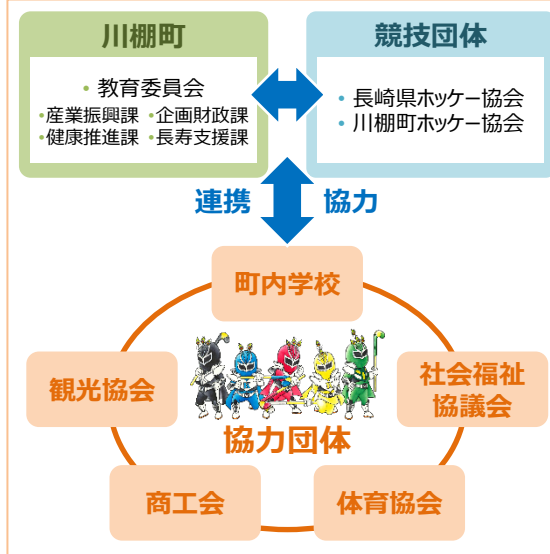 川棚町
・教育委員会
・産業振興課 ・企画財政課
・健康推進課 ・長寿支援課
競技団体
・長崎県ホッケー協会
・川棚町ホッケー協会
連携 協力
町内学校
観光協会
社会福祉
協議会
協力団体
商工会
体育協会